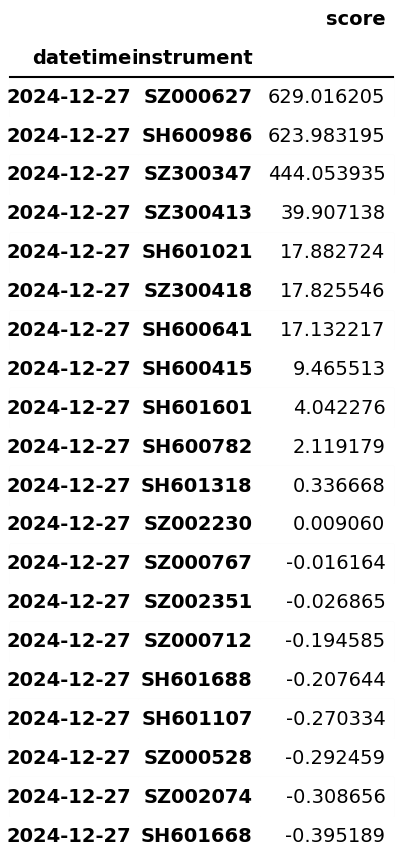 score
datetime instrument
2024-12-27 SZ000627 629.016205
2024-12-27 SH600986 623.983195
2024-12-27 SZ300347 444.053935
2024-12-27 SZ300413 39.907138
2024-12-27 SH601021 17.882724
2024-12-27 SZ300418 17.825546
2024-12-27 SH600641 17.132217
2024-12-27 SH600415 9.465513
2024-12-27 SH601601 4.042276
2024-12-27 SH600782 2.119179
2024-12-27 SH601318 0.336668
2024-12-27 SZ002230 0.009060
2024-12-27 SZ000767 -0.016164
2024-12-27 SZ002351 -0.026865
2024-12-27 SZ000712 -0.194585
2024-12-27 SH601688 -0.207644
2024-12-27 SH601107 -0.270334
2024-12-27 SZ000528 -0.292459
2024-12-27 SZ002074 -0.308656
2024-12-27 SH601668 -0.395189